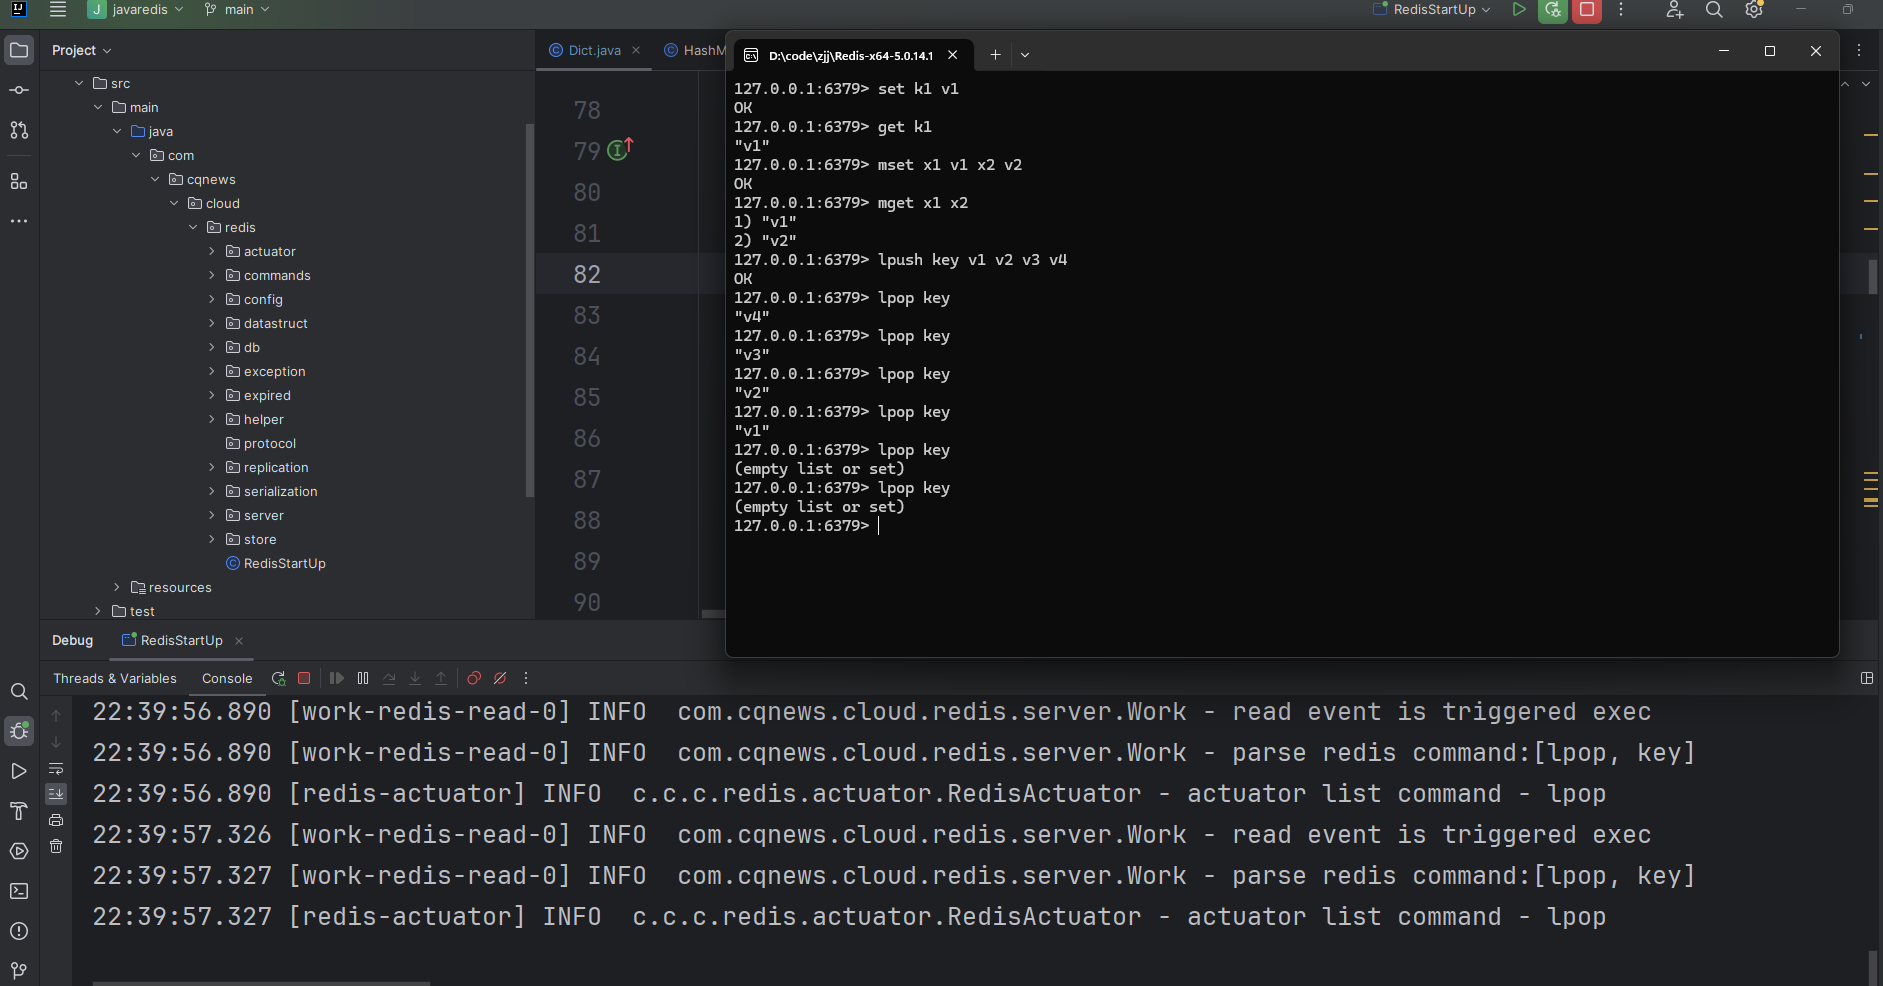 IJ
J javaredis
main
RedisStartUp
Project
src
main
java
com
cqnews
cloud
redis
actuator
commands
config
datastruct
db
exception
expired
helper
protocol
replication
serialization
server
store
RedisStartUp
resources
test
Dict.java
HashM
78
79
80
81
82
83
84
85
86
87
88
89
90
D:\code\zjj\Redis-x64-5.0.14.1
127.0.0.1:6379> set k1 v1
OK
127.0.0.1:6379> get k1
"v1"
127.0.0.1:6379> mset x1 v1 x2 v2
OK
127.0.0.1:6379> mget x1 x2
1) "v1"
2) "v2"
127.0.0.1:6379> lpush key v1 v2 v3 v4
OK
127.0.0.1:6379> lpop key
"v4"
127.0.0.1:6379> lpop key
"v3"
127.0.0.1:6379> lpop key
"v2"
127.0.0.1:6379> lpop key
"v1"
127.0.0.1:6379> lpop key
(empty list or set)
127.0.0.1:6379> lpop key
(empty list or set)
127.0.0.1:6379>
Debug
RedisStartUp
Threads & Variables
Console
22:39:56.890 [work-redis-read-0] INFO  com.cqnews.cloud.redis.server.Work - read event is triggered exec
22:39:56.890 [work-redis-read-0] INFO  com.cqnews.cloud.redis.server.Work - parse redis command:[lpop, key]
22:39:56.890 [redis-actuator] INFO  c.c.c.redis.actuator.RedisActuator - actuator list command - lpop
22:39:57.326 [work-redis-read-0] INFO  com.cqnews.cloud.redis.server.Work - read event is triggered exec
22:39:57.327 [work-redis-read-0] INFO  com.cqnews.cloud.redis.server.Work - parse redis command:[lpop, key]
22:39:57.327 [redis-actuator] INFO  c.c.c.redis.actuator.RedisActuator - actuator list command - lpop